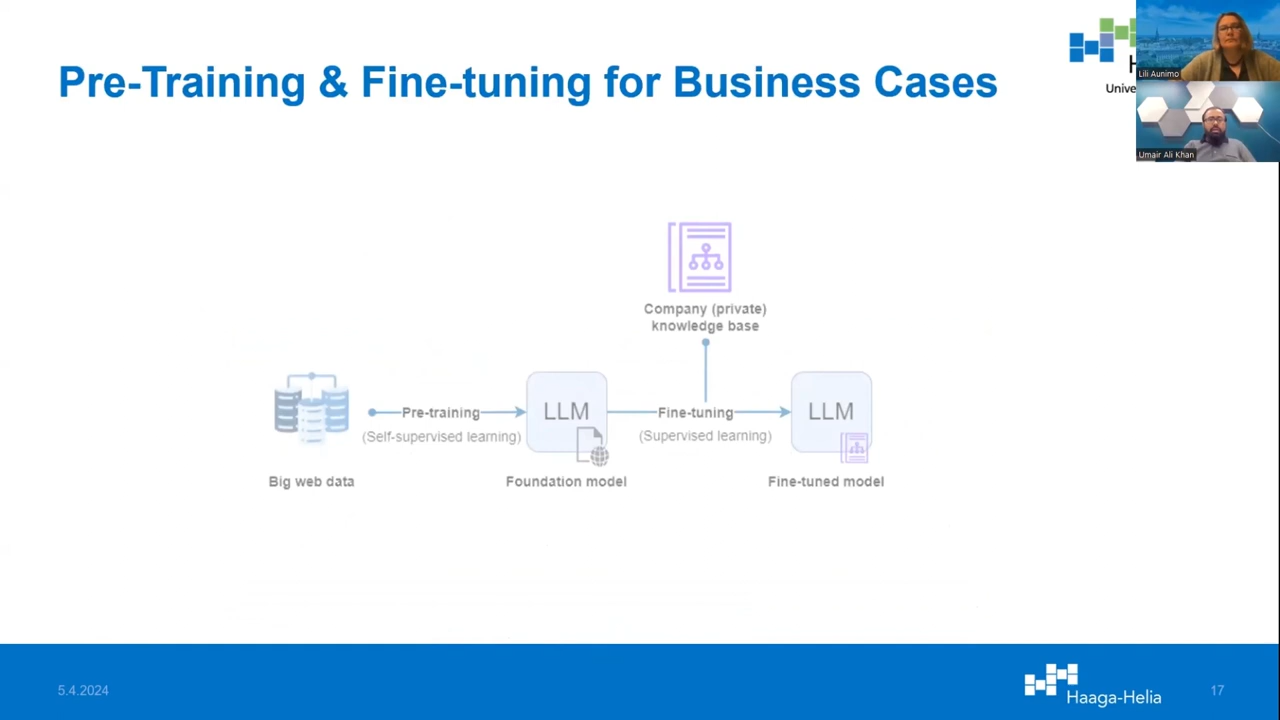 Pre-Training & Fine-tuning for Business Cases
H
Unive
Lili Aunimo
Umair Ali Khan
Company (private)
knowledge base
Pre-training
(Self-supervised learning)
LLM
Fine-tuning
(Supervised learning)
LLM
Big web data
Foundation model
Fine-tuned model
5.4.2024
Haaga-Helia
17